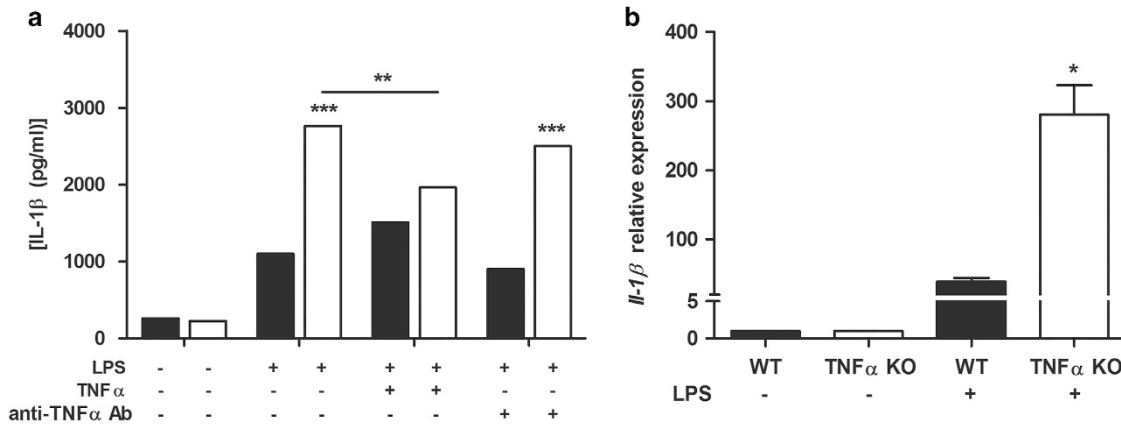 a
4000
3000
2000
1000
0
[IL-1β (pg/ml)]
**
***
***
LPS - - + + + + + +
TNFα - - - - + + - -
anti-TNFα Ab - - - - - - + +
b
400
300
200
100
5
0
Il-1β relative expression
*
WT TNFα KO WT TNFα KO
LPS - - + +